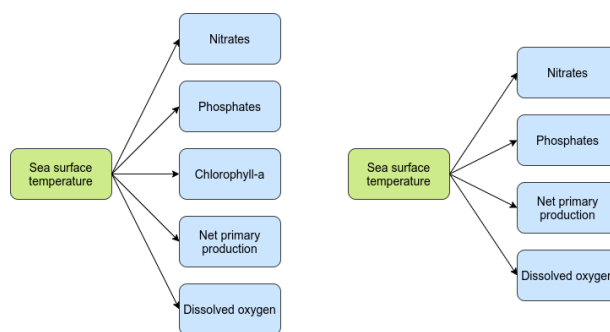 Nitrates
Phosphates
Sea surface
temperature
Chlorophyll-a
Net primary
production
Dissolved oxygen
Nitrates
Phosphates
Sea surface
temperature
Net primary
production
Dissolved oxygen